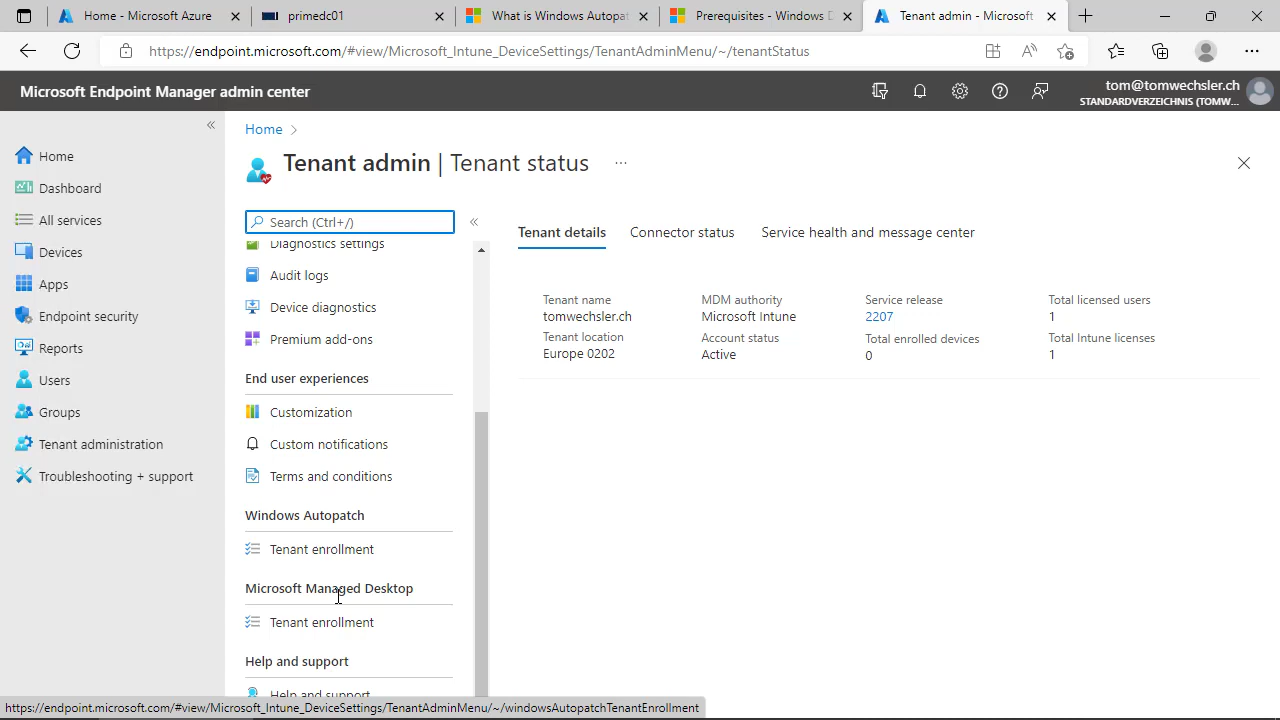 Home - Microsoft Azure
primedc01
What is Windows Autopat
Prerequisites - Windows D
Tenant admin - Microsoft
https://endpoint.microsoft.com/#view/Microsoft_Intune_DeviceSettings/TenantAdminMenu/~/tenantStatus
Microsoft Endpoint Manager admin center
tom@tomwechsler.ch
STANDARDVERZEICHNIS (TOMW...
Home
Dashboard
All services
Devices
Apps
Endpoint security
Reports
Users
Groups
Tenant administration
Troubleshooting + support
Home
Tenant admin | Tenant status
Search (Ctrl+/)
Diagnostics settings
Audit logs
Device diagnostics
Premium add-ons
End user experiences
Customization
Custom notifications
Terms and conditions
Windows Autopatch
Tenant enrollment
Microsoft Managed Desktop
Tenant enrollment
Help and support
Help and support
Tenant details
Connector status
Service health and message center
Tenant name
tomwechsler.ch
Tenant location
Europe 0202
MDM authority
Microsoft Intune
Account status
Active
Service release
2207
Total enrolled devices
0
Total licensed users
1
Total Intune licenses
1
https://endpoint.microsoft.com/#view/Microsoft_Intune_DeviceSettings/TenantAdminMenu/~/windowsAutopatchTenantEnrollment